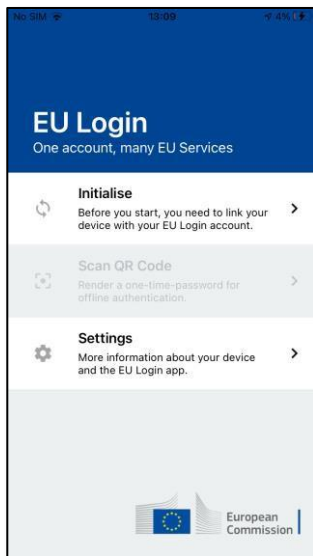 No SIM 13:09 4%
EU Login
One account, many EU Services
Initialise
Before you start, you need to link your
device with your EU Login account.
Scan QR Code
Render a one-time-password for
offline authentication.
Settings
More information about your device
and the EU Login app.
European
Commission